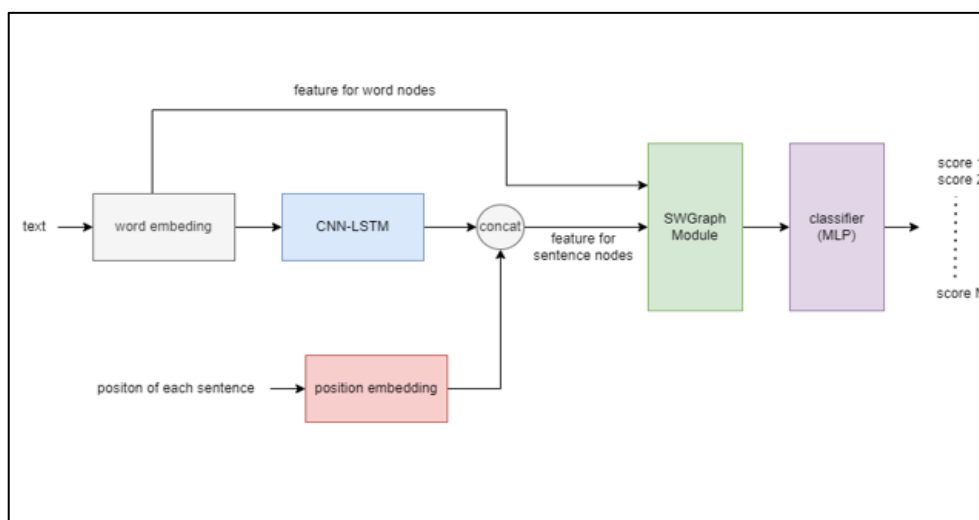 feature for word nodes
text
word embeding
CNN-LSTM
concat
feature for
sentence nodes
SWGraph
Module
classifier
(MLP)
score
score
score
positon of each sentence
position embedding